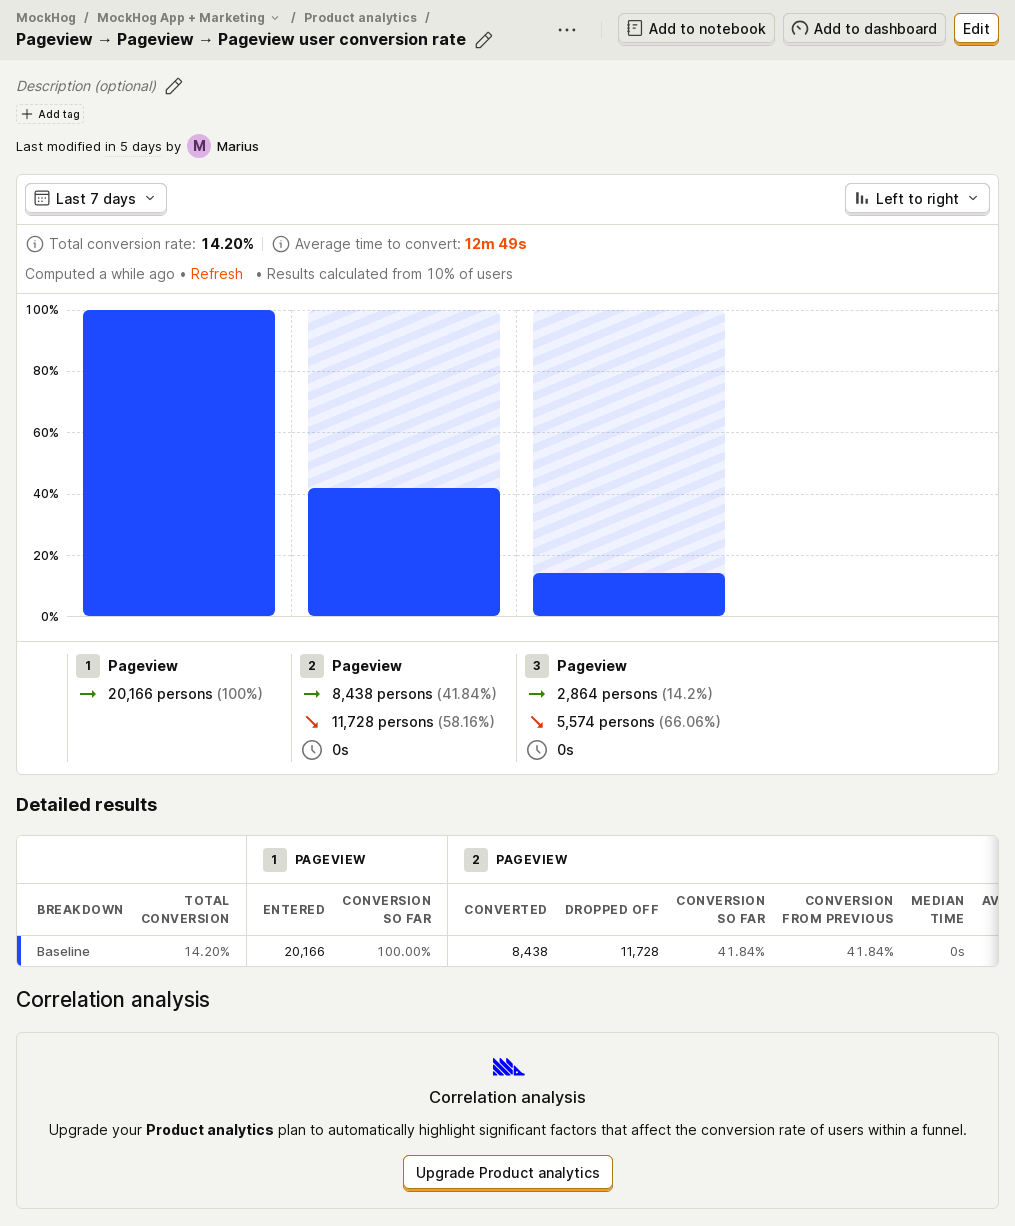 MockHog / MockHog App + Marketing / Product analytics /
Pageview → Pageview → Pageview user conversion rate
Add to notebook
Add to dashboard
Edit
Description (optional)
Add tag
Last modified in 5 days by M Marius
Last 7 days
Left to right
Total conversion rate: 14.20% Average time to convert: 12m 49s
Computed a while ago • Refresh • Results calculated from 10% of users
100%
80%
60%
40%
20%
0%
1 Pageview
20,166 persons (100%)
2 Pageview
8,438 persons (41.84%)
11,728 persons (58.16%)
0s
3 Pageview
2,864 persons (14.2%)
5,574 persons (66.06%)
0s
Detailed results
1 PAGEVIEW 2 PAGEVIEW
BREAKDOWN TOTAL CONVERSION ENTERED CONVERSION SO FAR CONVERTED DROPPED OFF CONVERSION SO FAR CONVERSION FROM PREVIOUS MEDIAN TIME AV
Baseline 14.20% 20,166 100.00% 8,438 11,728 41.84% 41.84% 0s
Correlation analysis
Correlation analysis
Upgrade your Product analytics plan to automatically highlight significant factors that affect the conversion rate of users within a funnel.
Upgrade Product analytics